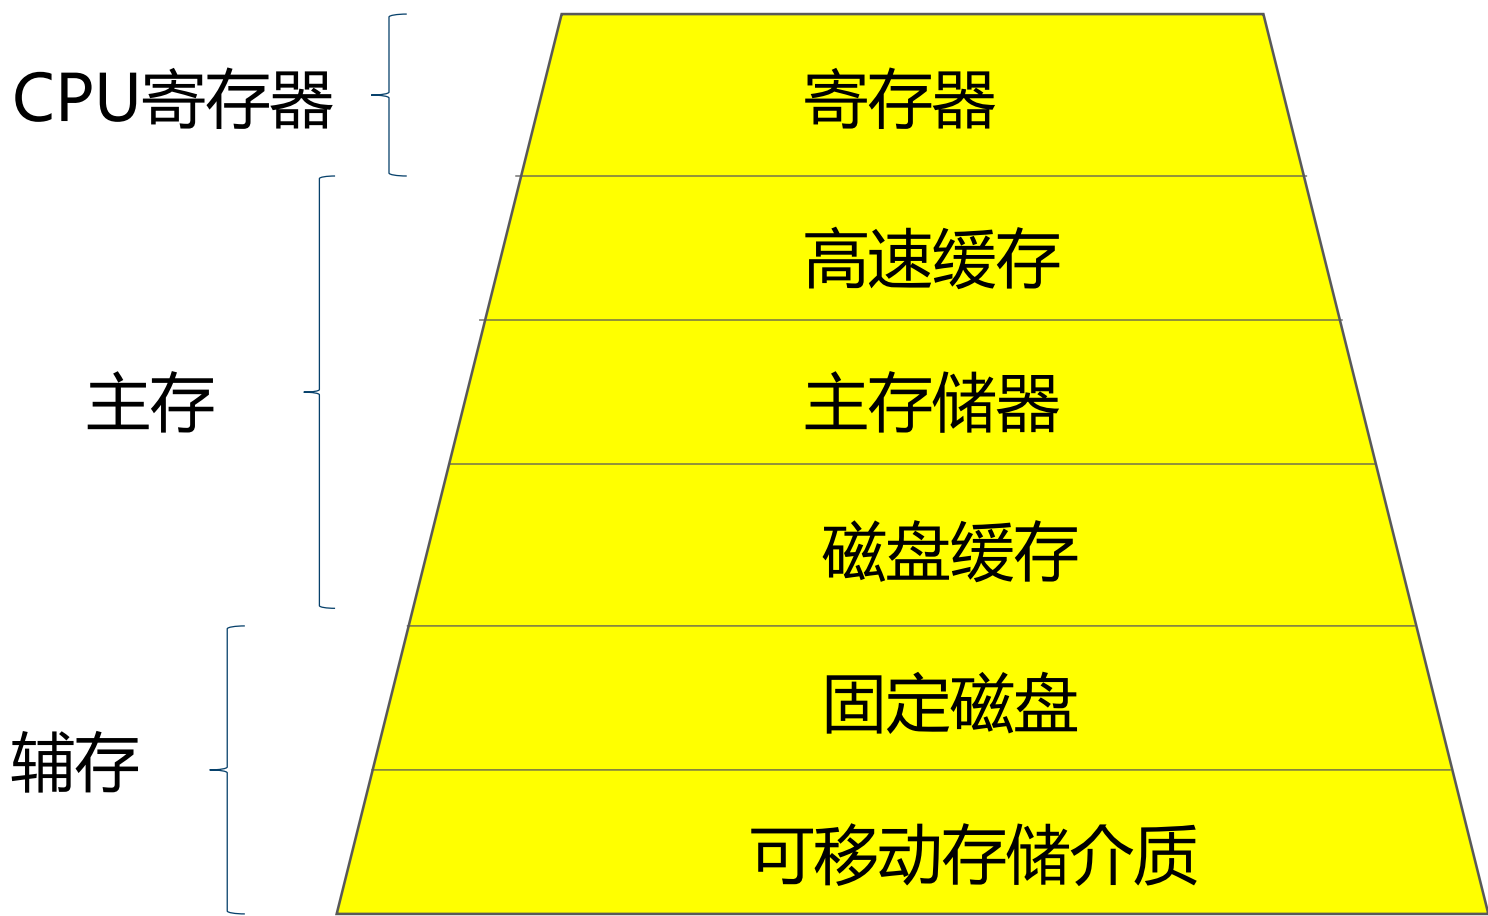 CPU寄存器
寄存器
高速缓存
主存
主存储器
磁盘缓存
固定磁盘
辅存
可移动存储介质